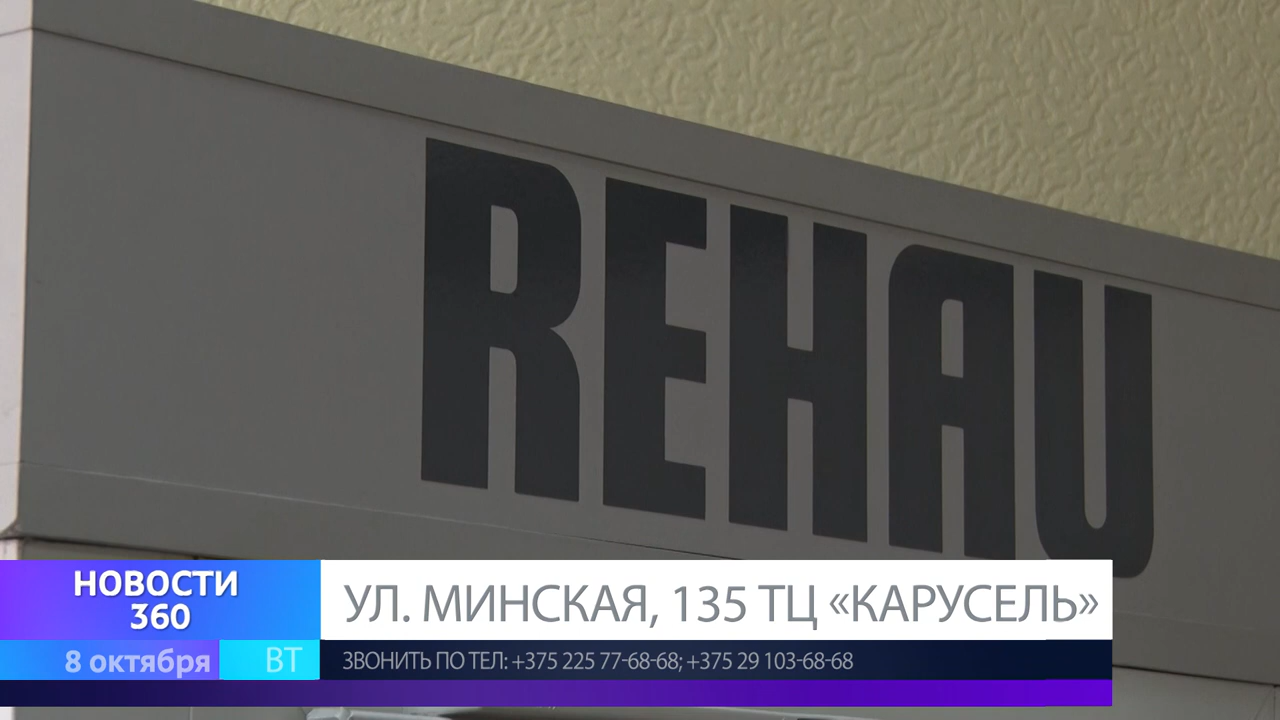 REHAU
НОВОСТИ
360
УЛ. МИНСКАЯ, 135 ТЦ «КАРУСЕЛЬ»
8 октября ВТ
ЗВОНИТЬ ПО ТЕЛ: +375 225 77-68-68; +375 29 103-68-68